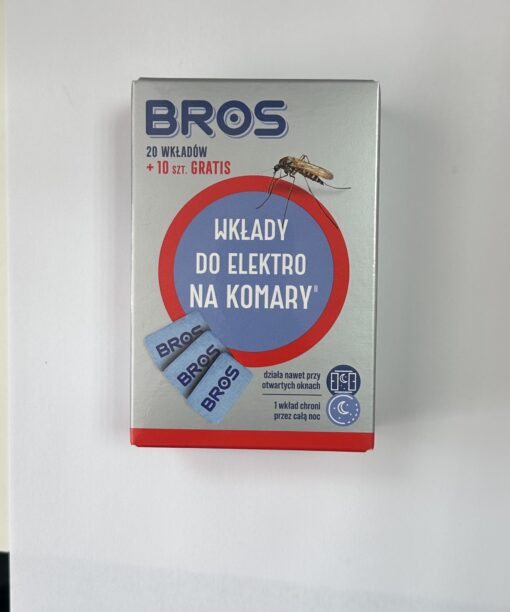 BROS
20 WKŁADÓW
+ 10 SZT. GRATIS
WKŁADY
DO ELEKTRO
NA KOMARY
BROS
BROS
BROS
działa nawet przy
otwartych oknach
1 wkład chroni
przez całą noc